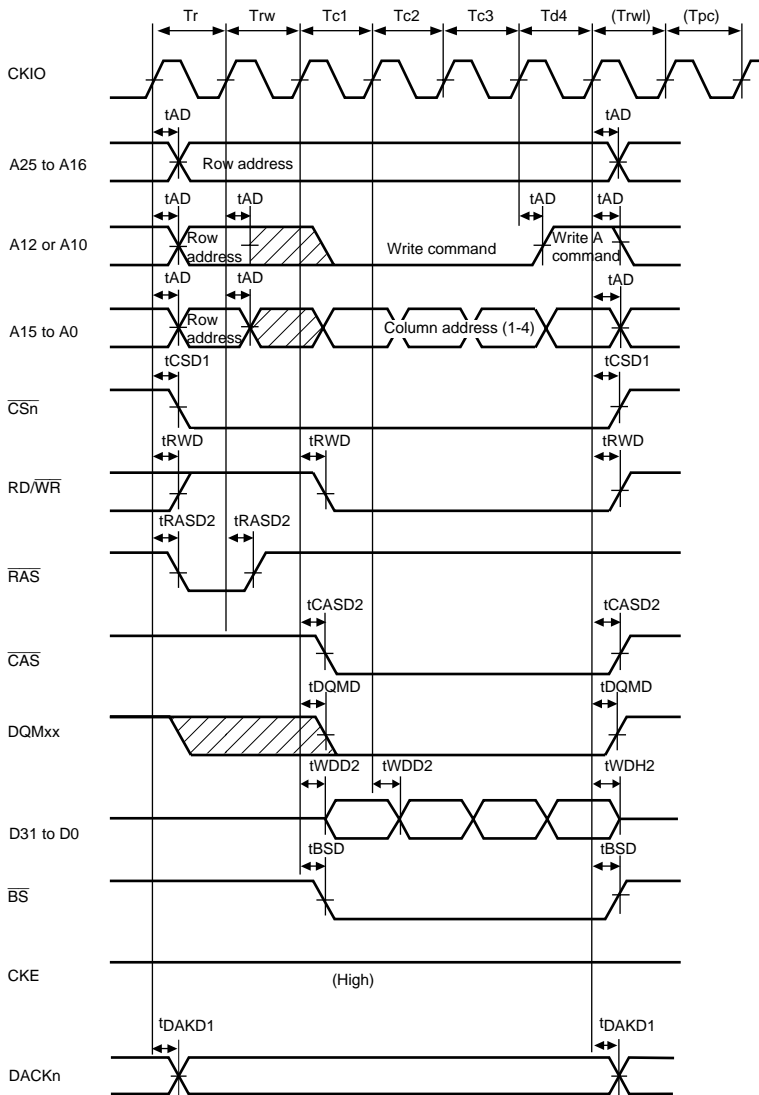 Tr Trw Tc1 Tc2 Tc3 Td4 (Trwl) (Tpc)
CKIO
tAD tAD
A25 to A16 Row address
tAD tAD tAD tAD
A12 or A10 Row address Write command Write A command
tAD tAD tAD
A15 to A0 Row address Column address (1-4)
tCSD1 tCSD1
CSn
tRWD tRWD tRWD
RD/WR
tRASD2 tRASD2
RAS
tCASD2 tCASD2
CAS
tDQMD tDQMD
DQMxx
tWDD2 tWDD2 tWDH2
D31 to D0
tBSD tBSD
BS
CKE (High)
tDAKD1 tDAKD1
DACKn